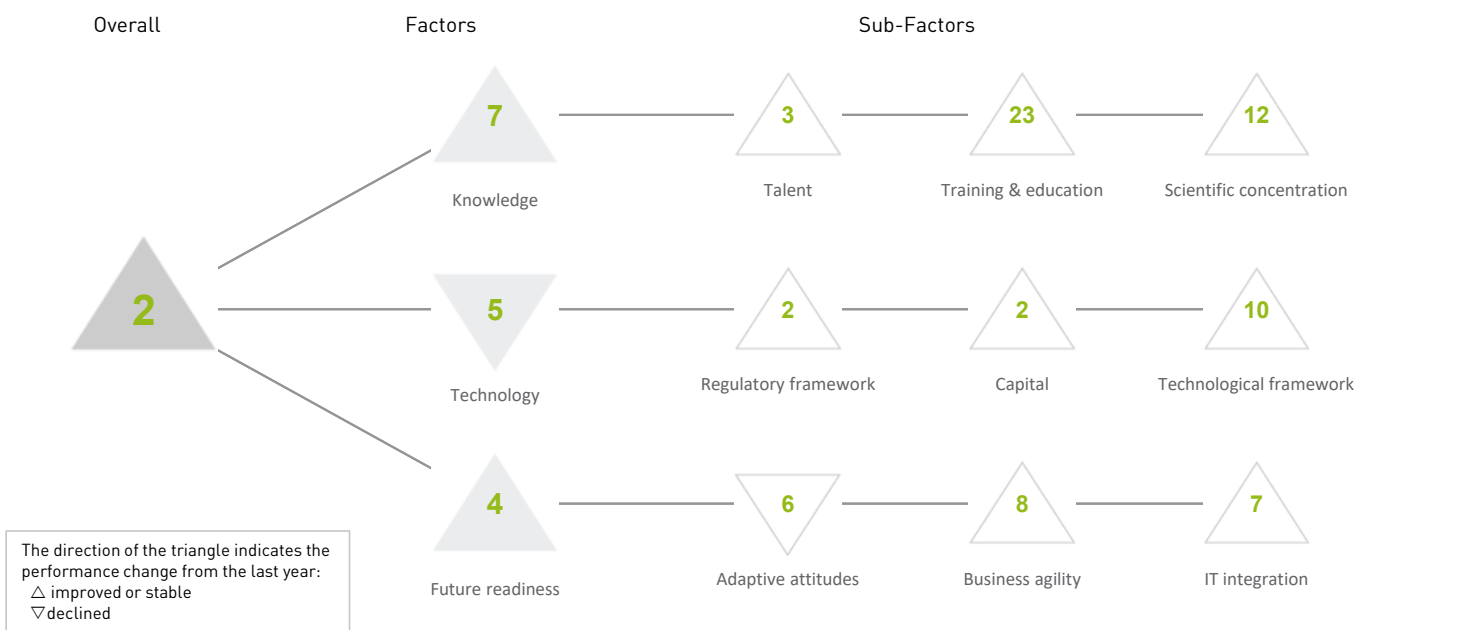 Overall
Factors
Sub-Factors
7
3
23
12
Knowledge
Talent
Training & education
Scientific concentration
2
5
2
2
10
Technology
Regulatory framework
Capital
Technological framework
4
6
8
7
Future readiness
Adaptive attitudes
Business agility
IT integration
The direction of the triangle indicates the
performance change from the last year:
△ improved or stable
▽ declined